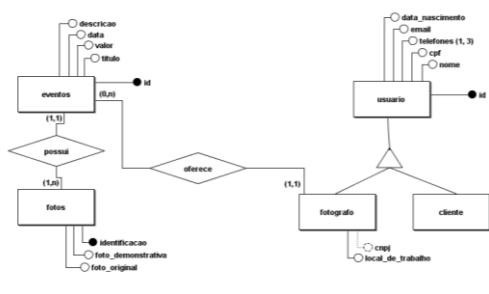 descricao
data
valor
titulo
id
eventos
(0,n)
(1,1)
possui
(1,n)
fotos
identificacao
foto_demonstrativa
foto_original
oferece
(1,1)
data_nascimento
email
telefones (1, 3)
cpf
nome
usuario
id
fotografo
cliente
cnpj
local_de_trabalho